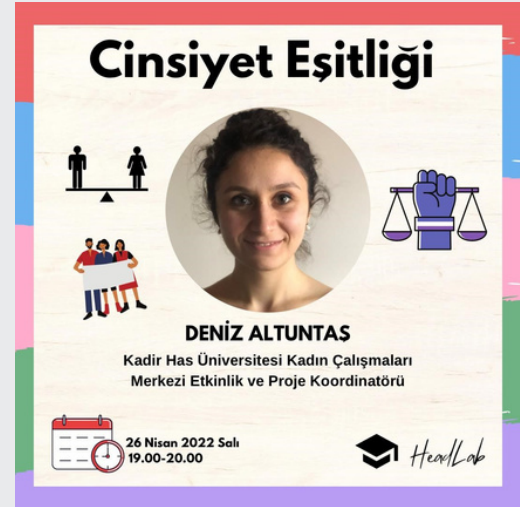 Cinsiyet Eşitliği
DENİZ ALTUNTAŞ
Kadir Has Üniversitesi Kadın Çalışmaları
Merkezi Etkinlik ve Proje Koordinatörü
26 Nisan 2022 Salı
19.00-20.00
HeadLab